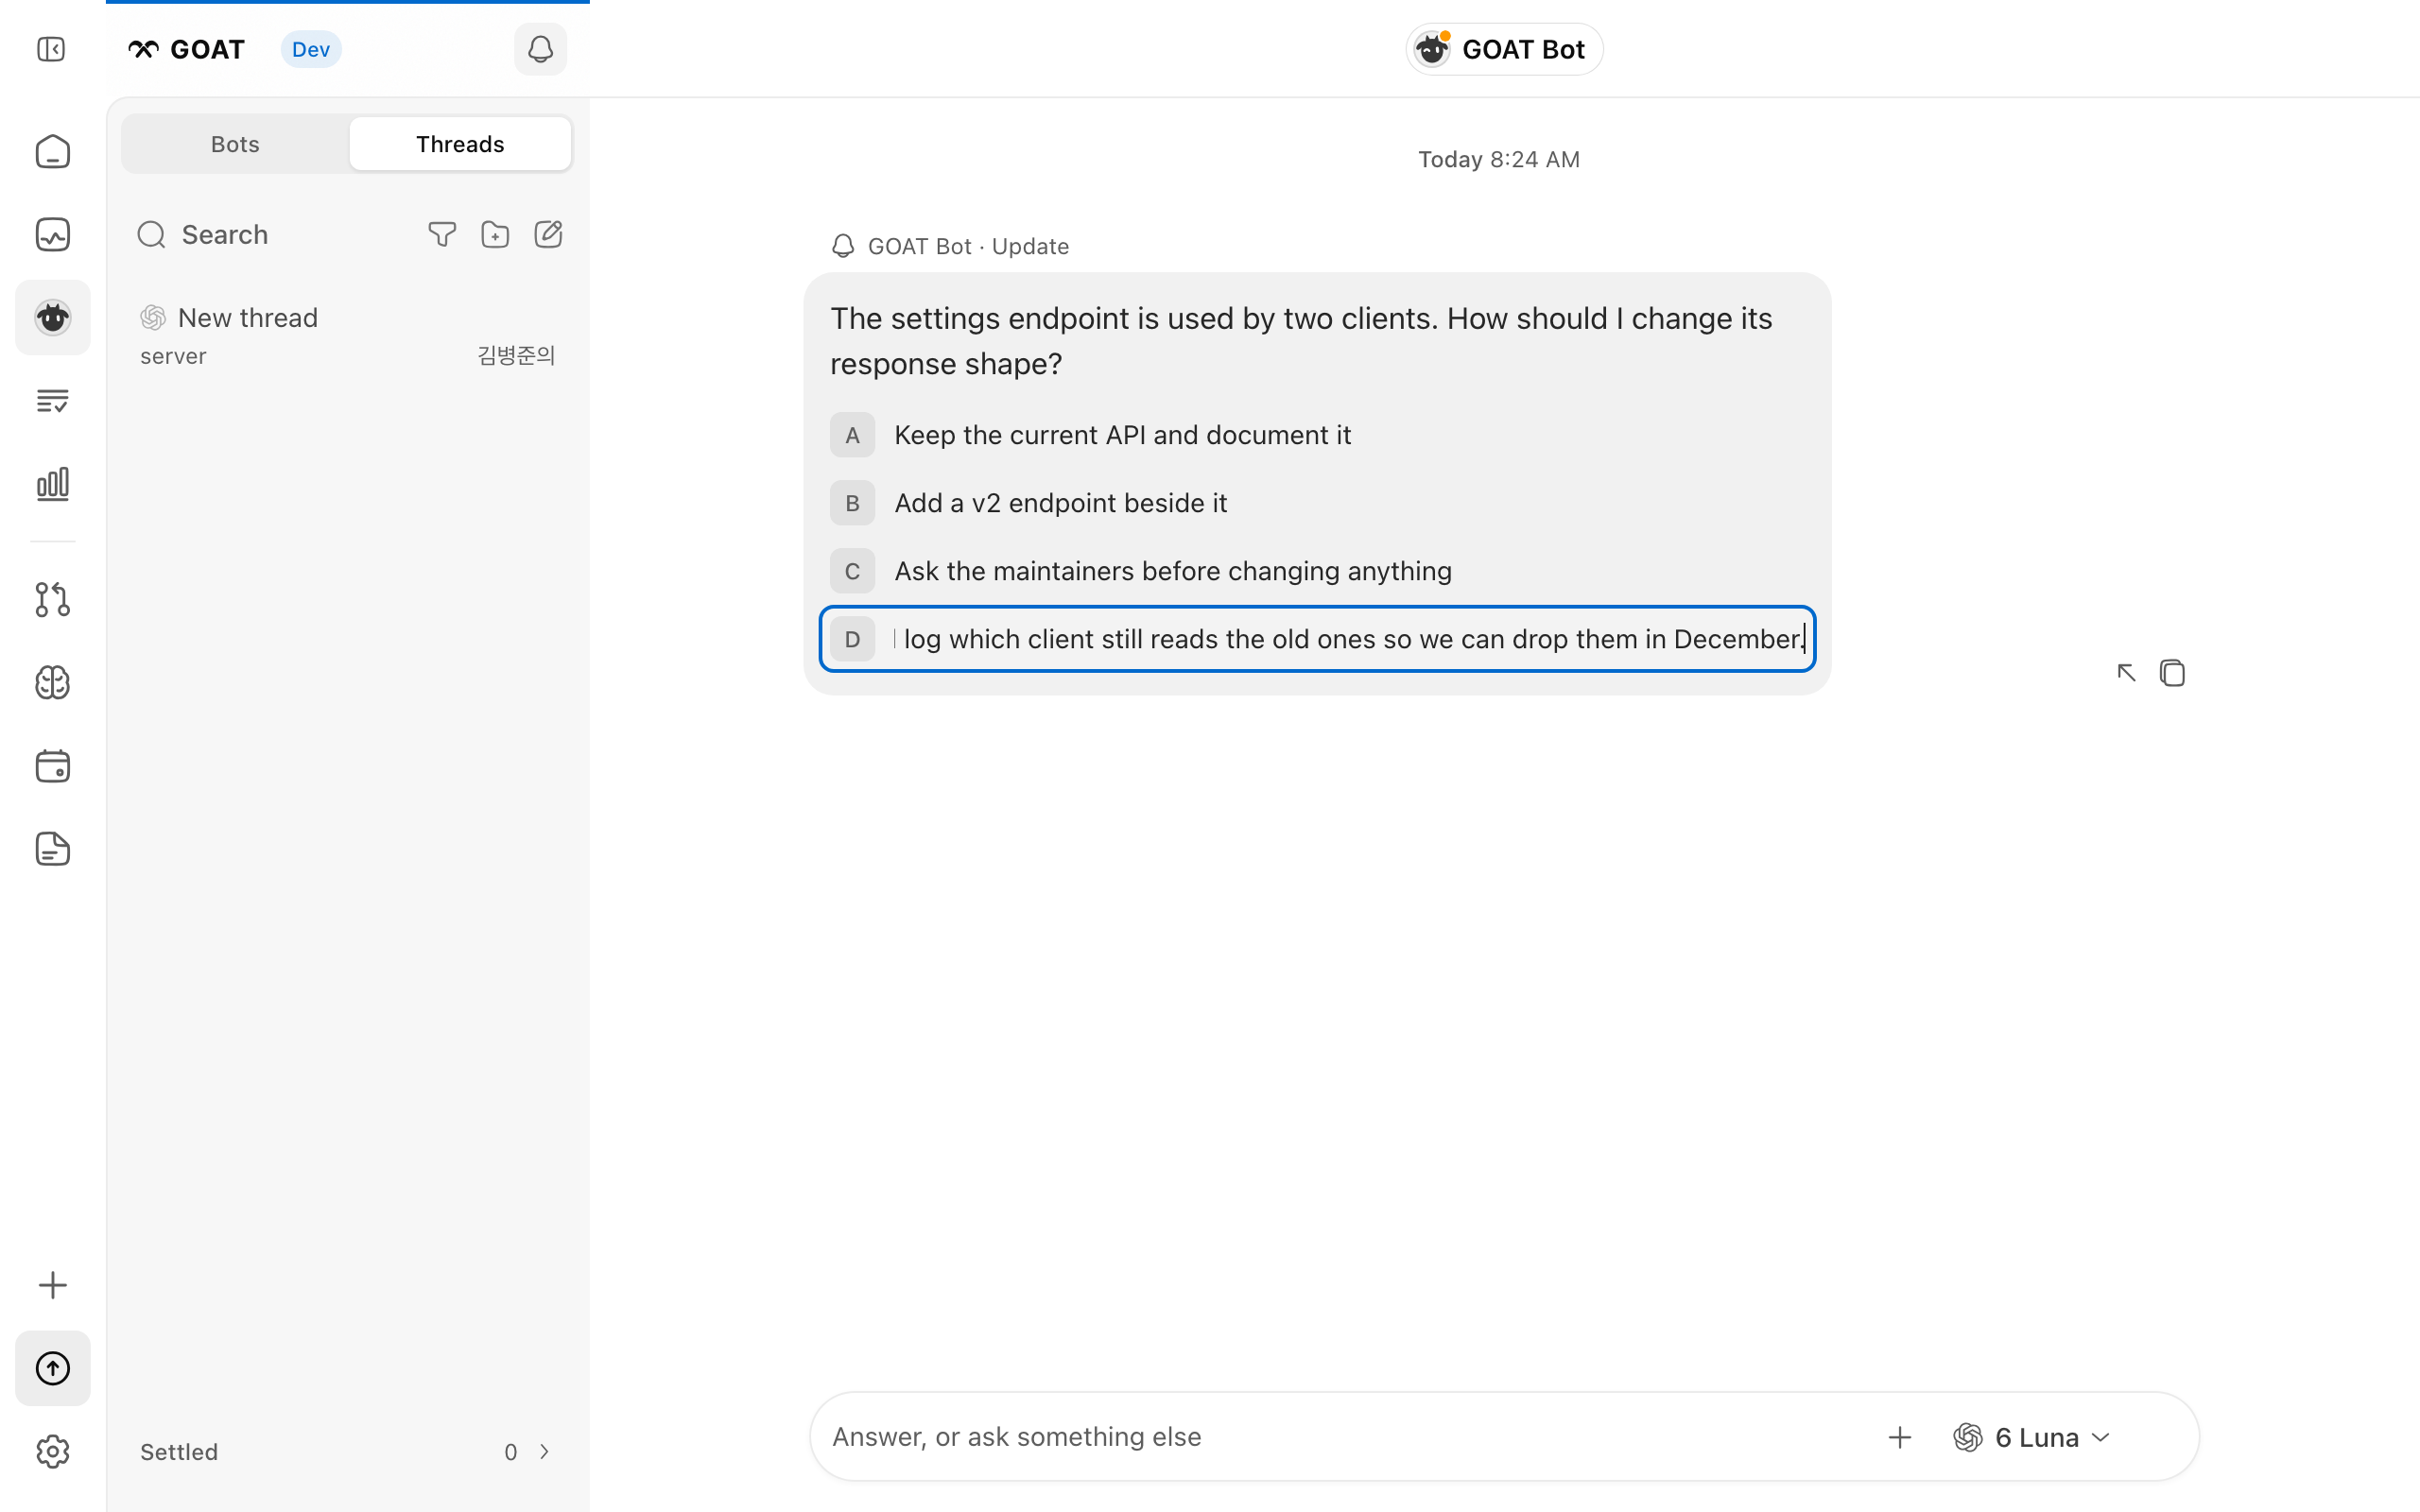 GOAT
Dev
GOAT Bot
Bots
Threads
Search
New thread
server
김병준의
Settled
0
Today 8:24 AM
GOAT Bot · Update
The settings endpoint is used by two clients. How should I change its
response shape?
A Keep the current API and document it
B Add a v2 endpoint beside it
C Ask the maintainers before changing anything
D log which client still reads the old ones so we can drop them in December.
Answer, or ask something else
6 Luna